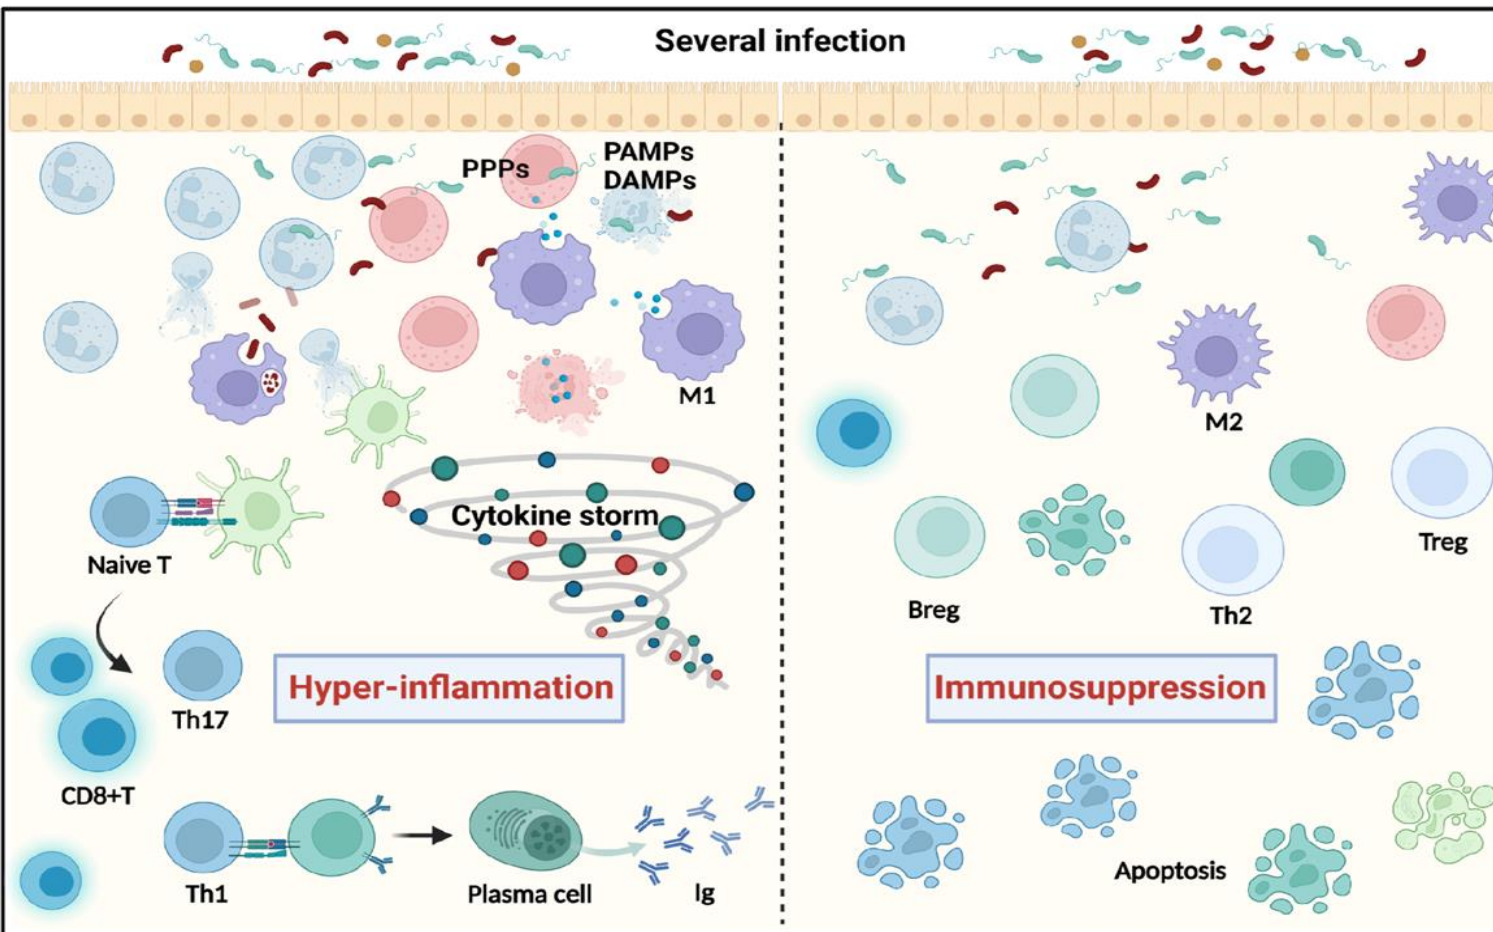 Several infection
PPPs
PAMPs
DAMPs
M1
Cytokine storm
Naive T
Th17
Hyper-inflammation
CD8+T
Th1
Plasma cell
Ig
M2
Treg
Breg
Th2
Immunosuppression
Apoptosis